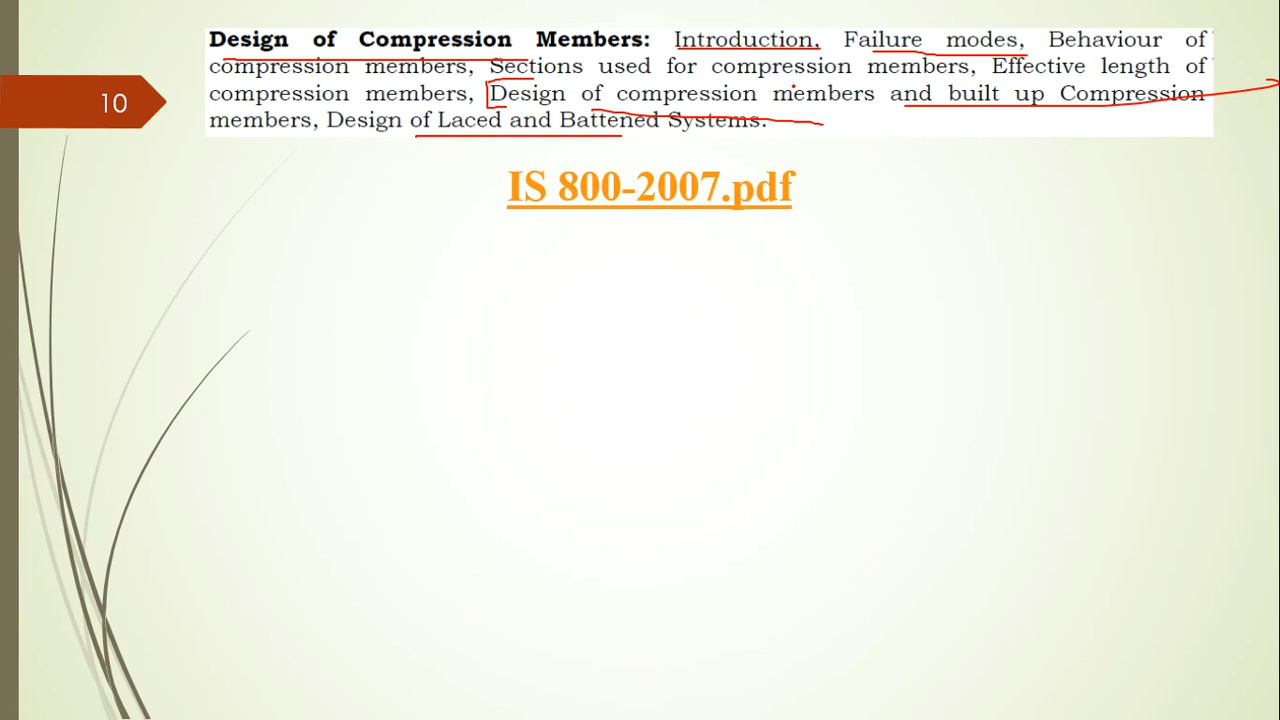 Design of Compression Members: Introduction, Failure modes, Behaviour of
compression members, Sections used for compression members, Effective length of
10
compression members, Design of compression members and built up Compression
members, Design of Laced and Battened Systems.
IS 800-2007.pdf